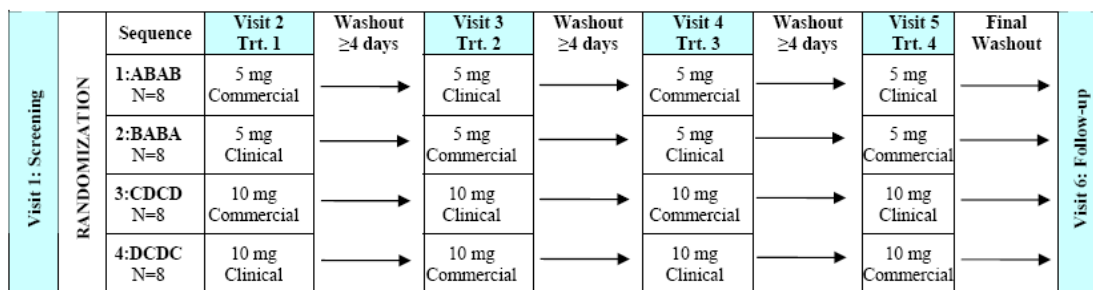 Visit 1: Screening
RANDOMIZATION
Sequence
Visit 2
Trt. 1
Washout
≥4 days
Visit 3
Trt. 2
Washout
≥4 days
Visit 4
Trt. 3
Washout
≥4 days
Visit 5
Trt. 4
Final
Washout
1:ABAB
N=8
5 mg
Commercial
5 mg
Clinical
5 mg
Commercial
5 mg
Clinical
2:BABA
N=8
5 mg
Clinical
5 mg
Commercial
5 mg
Clinical
5 mg
Commercial
3:CDCD
N=8
10 mg
Commercial
10 mg
Clinical
10 mg
Commercial
10 mg
Clinical
4:DCDC
N=8
10 mg
Clinical
10 mg
Commercial
10 mg
Clinical
10 mg
Commercial
Visit 6: Follow-up